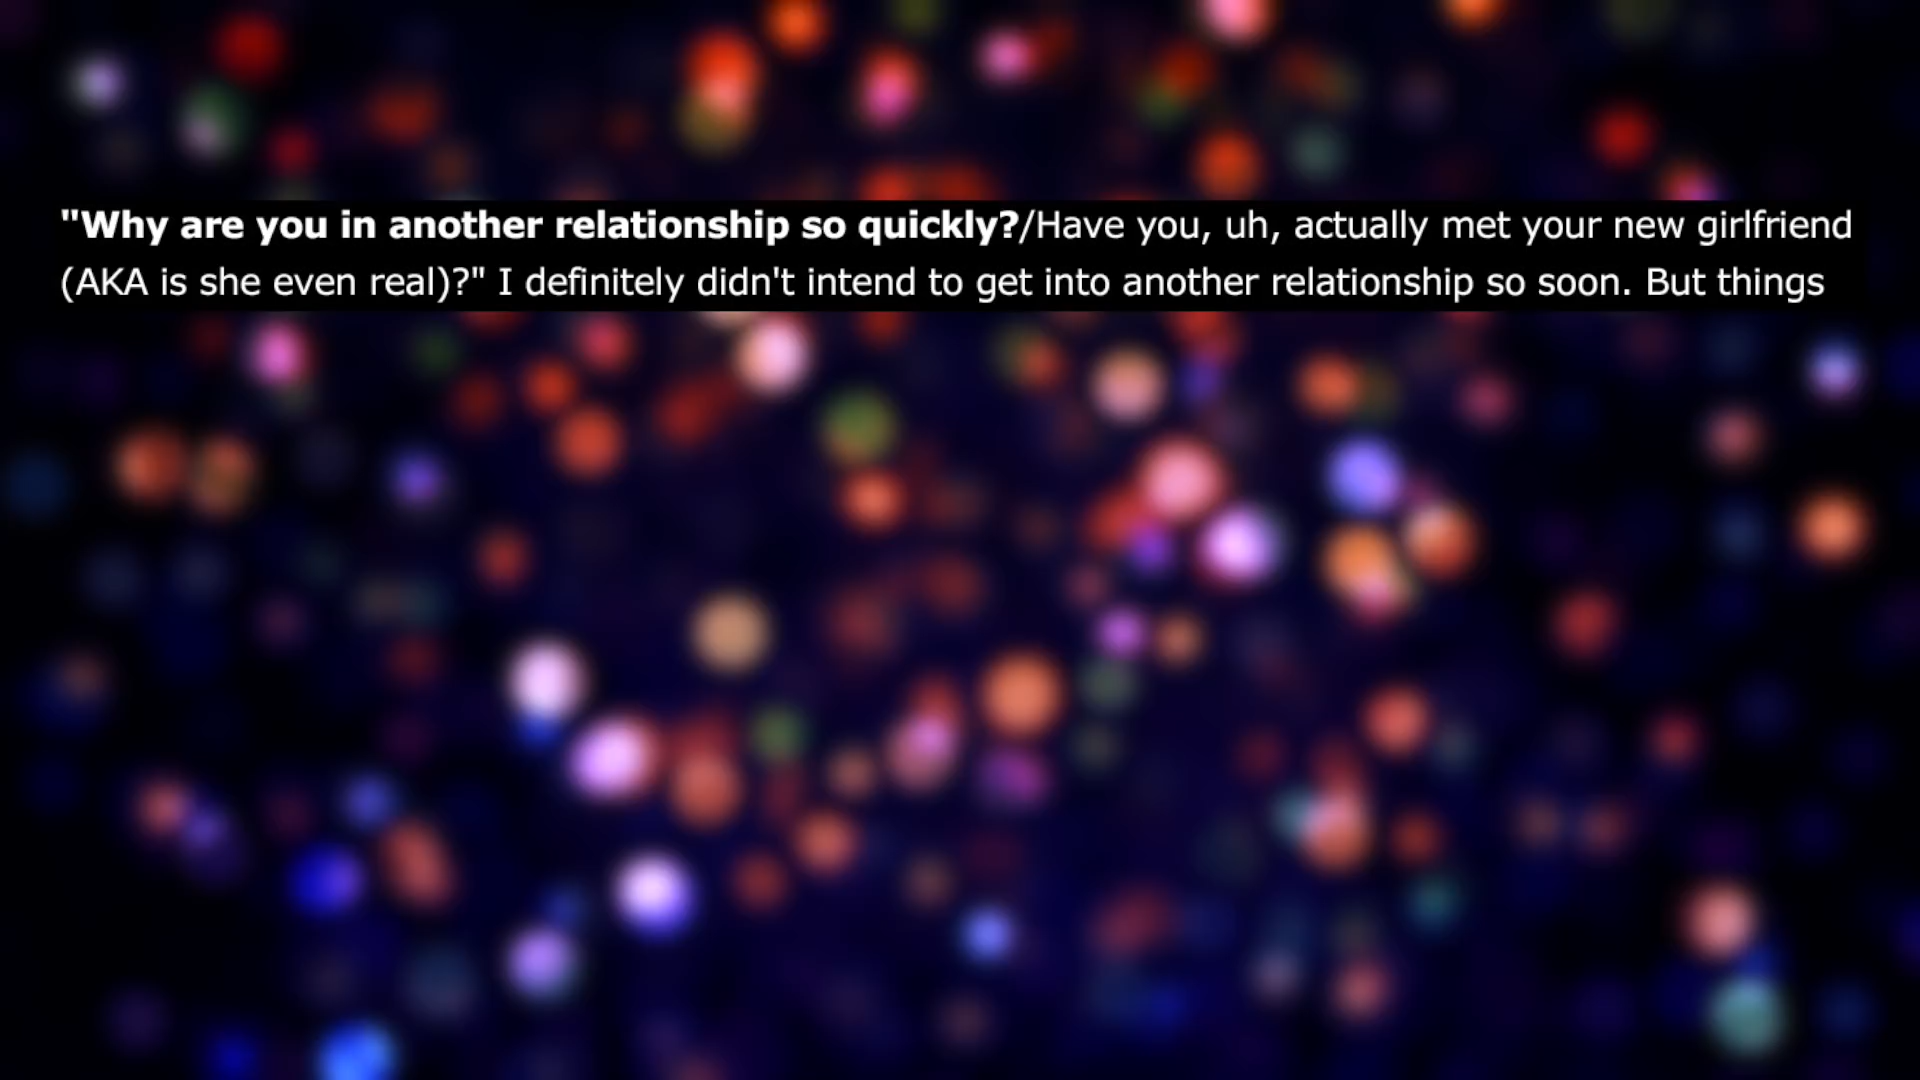 "Why are you in another relationship so quickly?/Have you, uh, actually met your new girlfriend
(AKA is she even real)?" I definitely didn't intend to get into another relationship so soon. But things